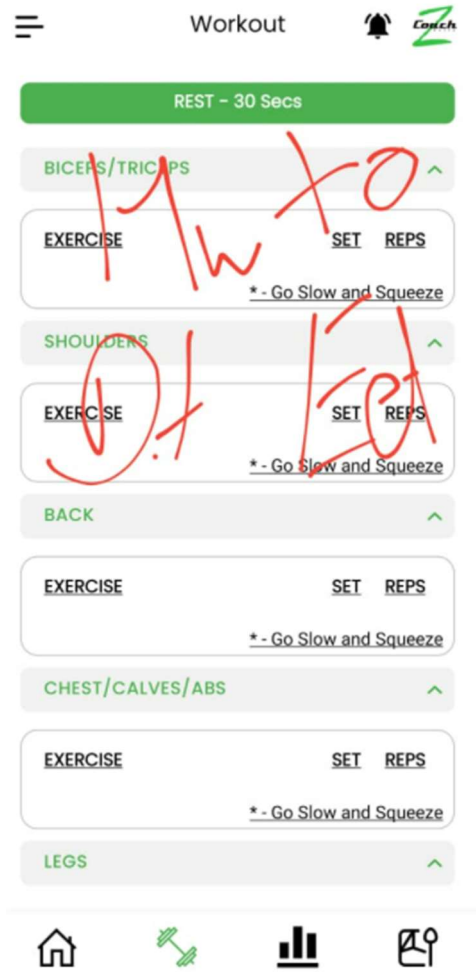 Workout
Coach
REST - 30 Secs
BICEPS/TRICEPS
EXERCISE SET REPS
* - Go Slow and Squeeze
SHOULDERS
EXERCISE SET REPS
* - Go Slow and Squeeze
BACK
EXERCISE SET REPS
* - Go Slow and Squeeze
CHEST/CALVES/ABS
EXERCISE SET REPS
* - Go Slow and Squeeze
LEGS